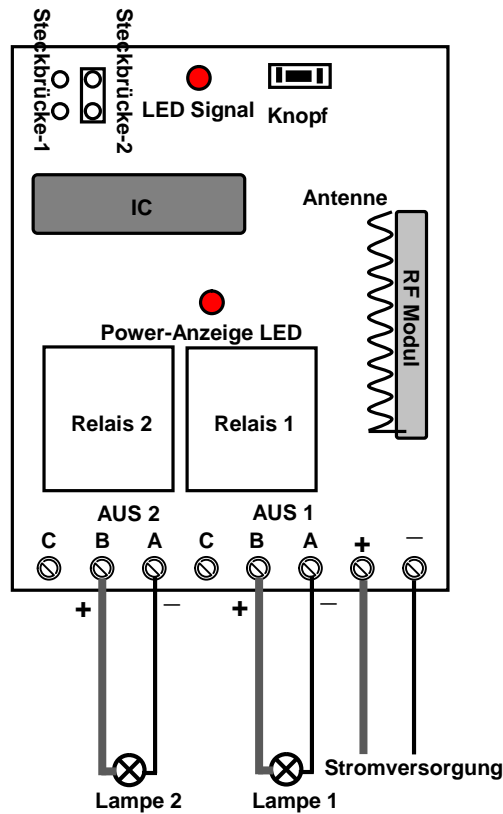 Steckbrücke-1
Steckbrücke-2
LED Signal
Knopf
IC
Antenne
RF Modul
Power-Anzeige LED
Relais 2
Relais 1
AUS 2
AUS 1
C B A C B A + −
+ − + −
Stromversorgung
Lampe 2
Lampe 1